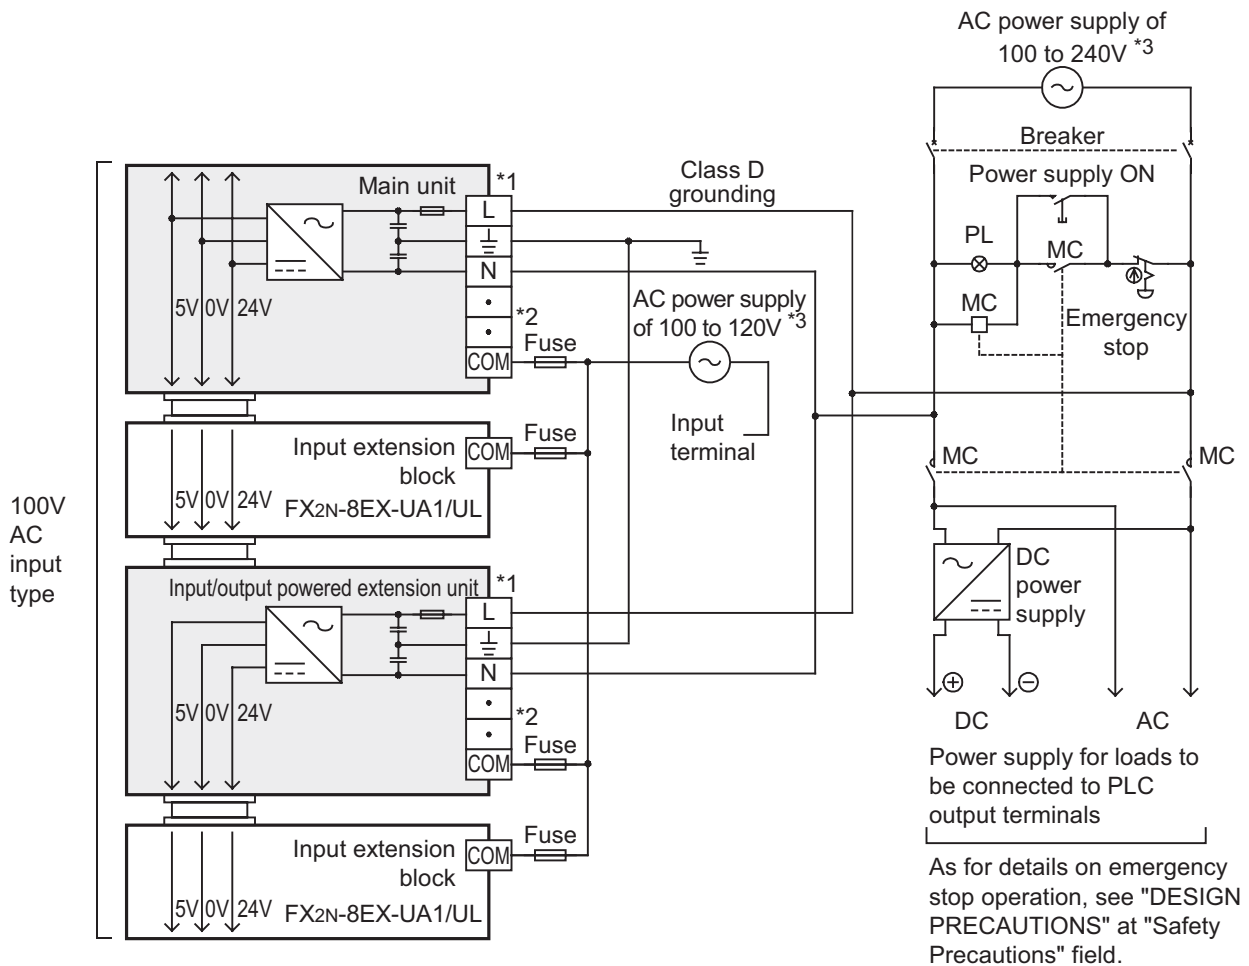 AC power supply of
100 to 240V *3
Breaker
Power supply ON
PL
MC
MC
Emergency
stop
MC
MC
DC
power
supply
⊕
⊖
DC
AC
Power supply for loads to
be connected to PLC
output terminals
As for details on emergency
stop operation, see "DESIGN
PRECAUTIONS" at "Safety
Precautions" field.
Class D
grounding
AC power supply
of 100 to 120V *3
Input
terminal
100V
AC
input
type
Main unit
*1
L
N
•
•
*2
COM
Fuse
5V 0V 24V
Input extension
block
FX2N-8EX-UA1/UL
COM
Fuse
5V 0V 24V
Input/output powered extension unit
*1
L
N
•
•
*2
COM
Fuse
5V 0V 24V
Input extension
block
FX2N-8EX-UA1/UL
COM
Fuse
5V 0V 24V